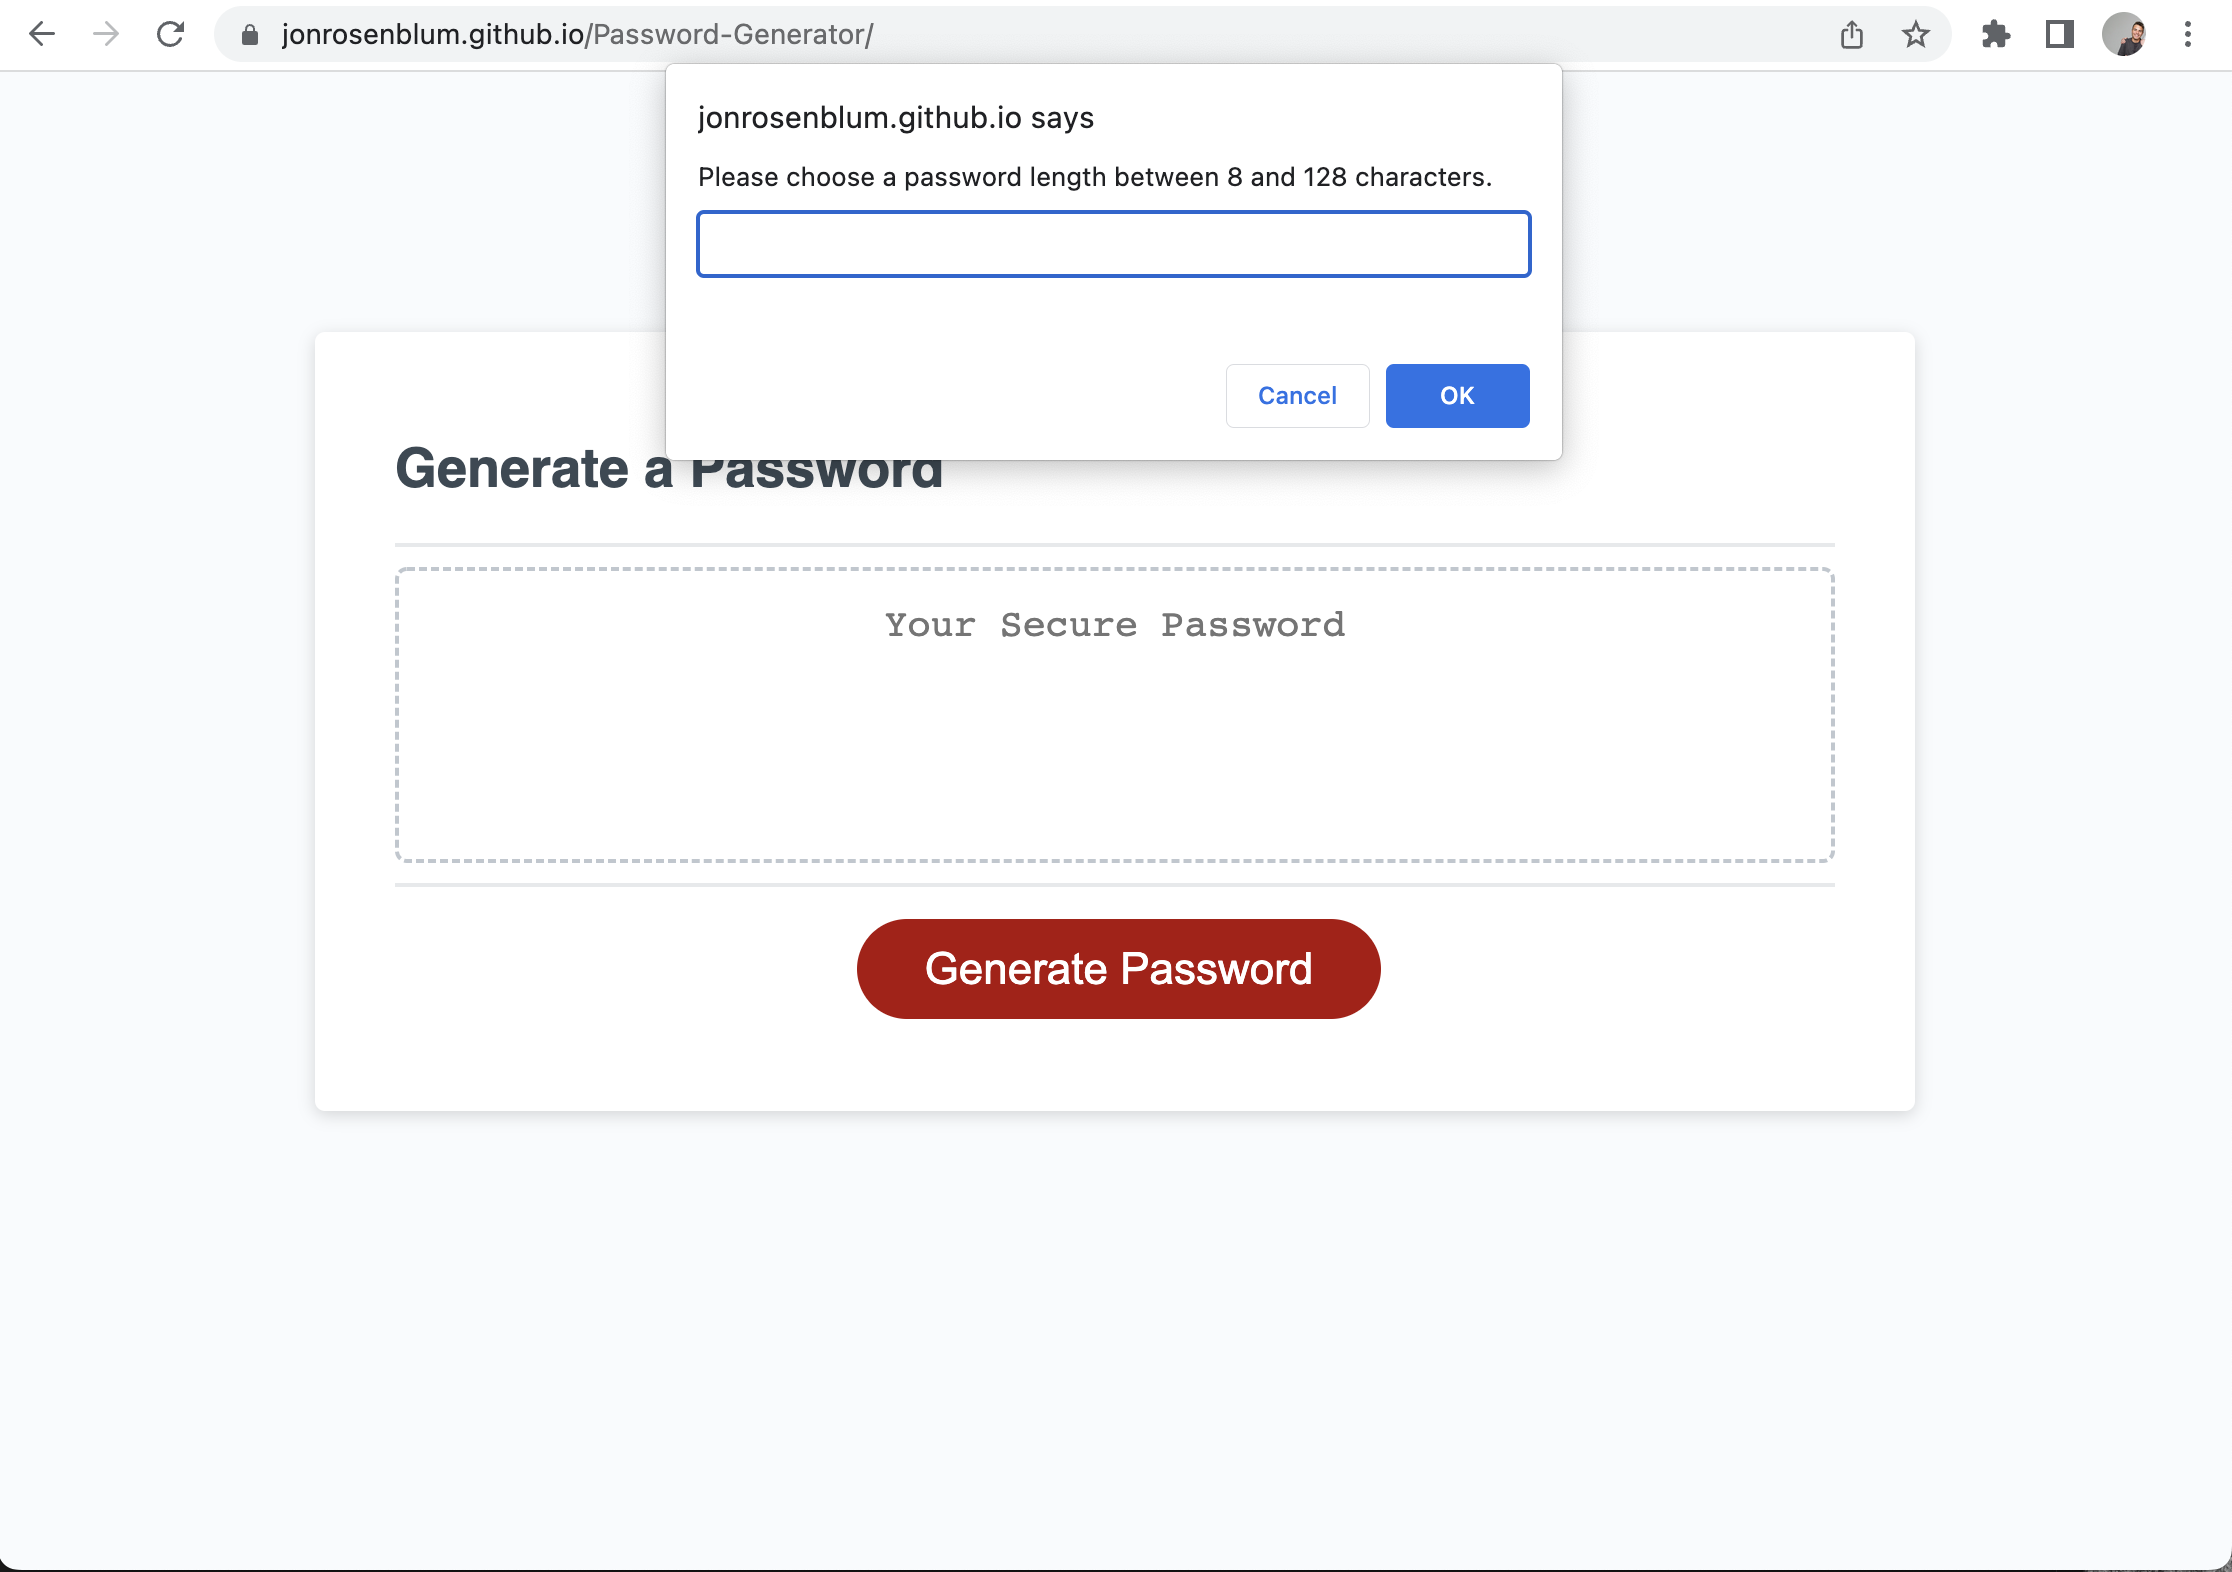 jonrosenblum.github.io/Password-Generator/
jonrosenblum.github.io says
Please choose a password length between 8 and 128 characters.
Cancel
OK
Generate a Password
Your Secure Password
Generate Password